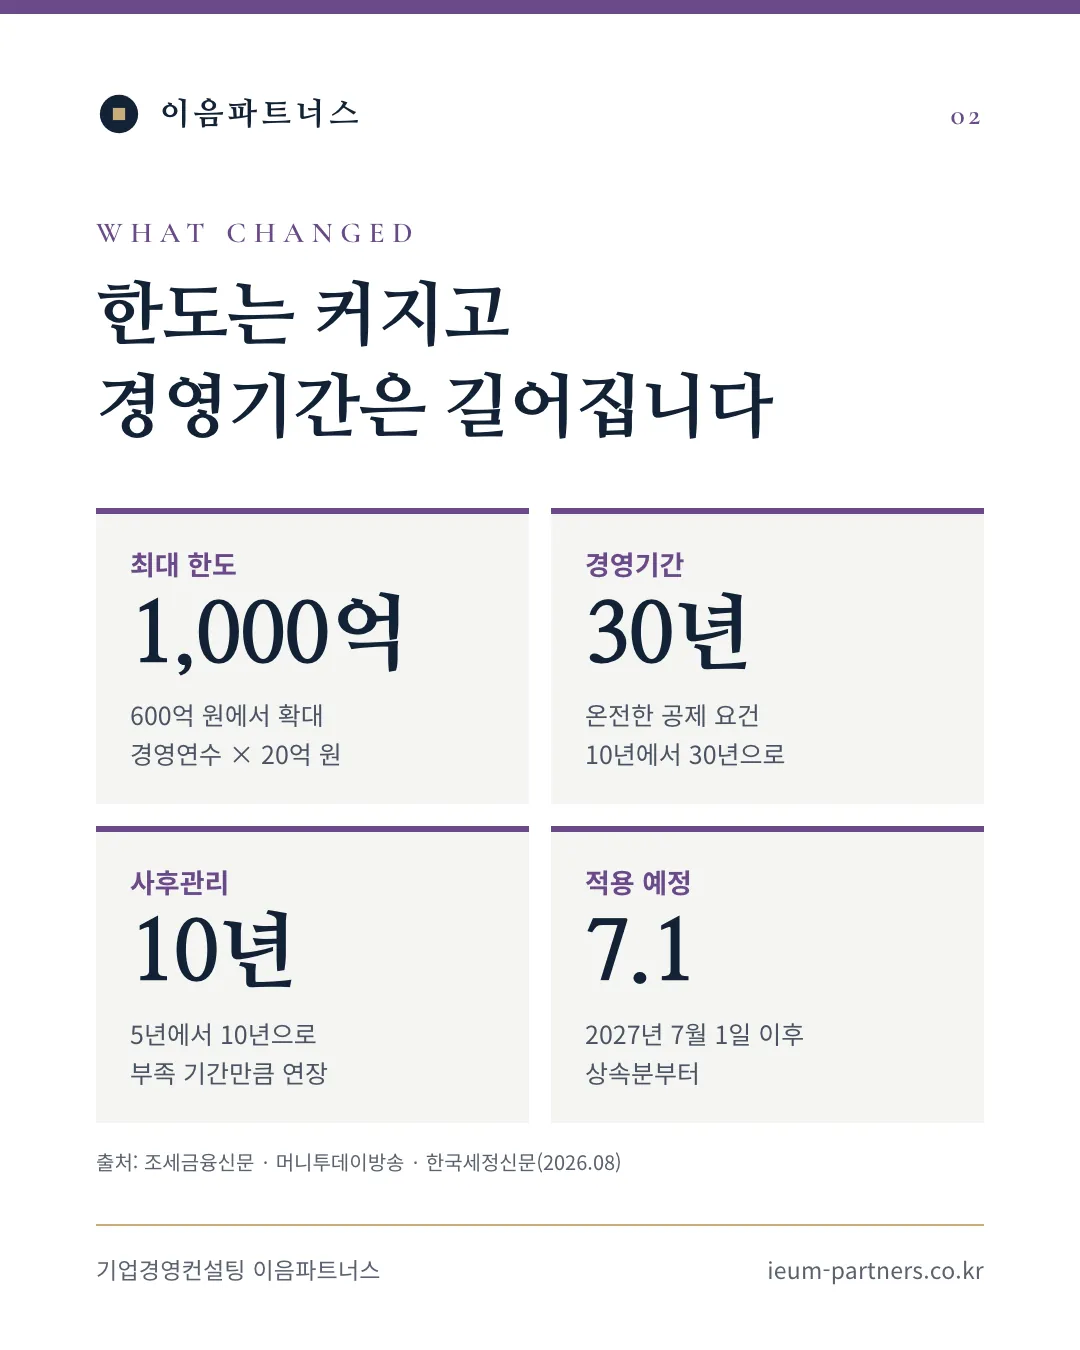 이음파트너스
02
WHAT CHANGED
한도는 커지고
경영기간은 길어집니다
최대 한도
1,000억
600억 원에서 확대
경영연수 × 20억 원
경영기간
30년
온전한 공제 요건
10년에서 30년으로
사후관리
10년
5년에서 10년으로
부족 기간만큼 연장
적용 예정
7.1
2027년 7월 1일 이후
상속분부터
출처: 조세금융신문 · 머니투데이방송 · 한국세정신문(2026.08)
기업경영컨설팅 이음파트너스
ieum-partners.co.kr